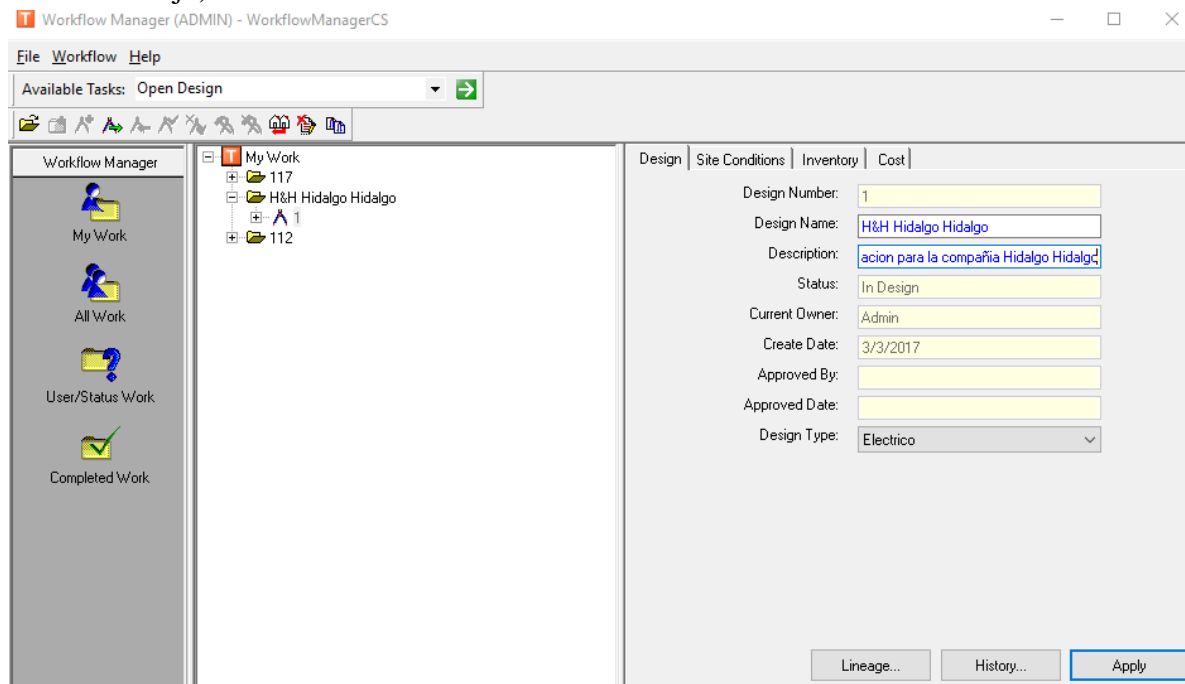 Workflow Manager (ADMIN) - WorkflowManagerCS
File Workflow Help
Available Tasks: Open Design
Workflow Manager
My Work
All Work
User/Status Work
Completed Work
My Work
117
H&H Hidalgo Hidalgo
1
112
Design Site Conditions Inventory Cost
Design Number: 1
Design Name: H&H Hidalgo Hidalgo
Description: acion para la compañia Hidalgo Hidalgo
Status: In Design
Current Owner: Admin
Create Date: 3/3/2017
Approved By:
Approved Date:
Design Type: Electrico
Lineage... History... Apply